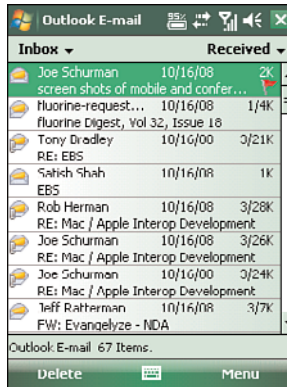 Outlook E-mail
Inbox Received
Joe Schurman 10/16/08 2K
screen shots of mobile and confer...
fluorine-request... 10/16/08 1/4K
fluorine Digest, Vol 32, Issue 18
Tony Bradley 10/16/08 3/21K
RE: EBS
Satish Shah 10/16/08 1K
EBS
Rob Herman 10/16/08 3/28K
RE: Mac / Apple Interop Development
Joe Schurman 10/16/08 3/26K
RE: Mac / Apple Interop Development
Joe Schurman 10/16/08 3/24K
RE: Mac / Apple Interop Development
Jeff Ratterman 10/16/08 3/7K
FW: Evangelyze - NDA
Outlook E-mail 67 Items.
Delete Menu